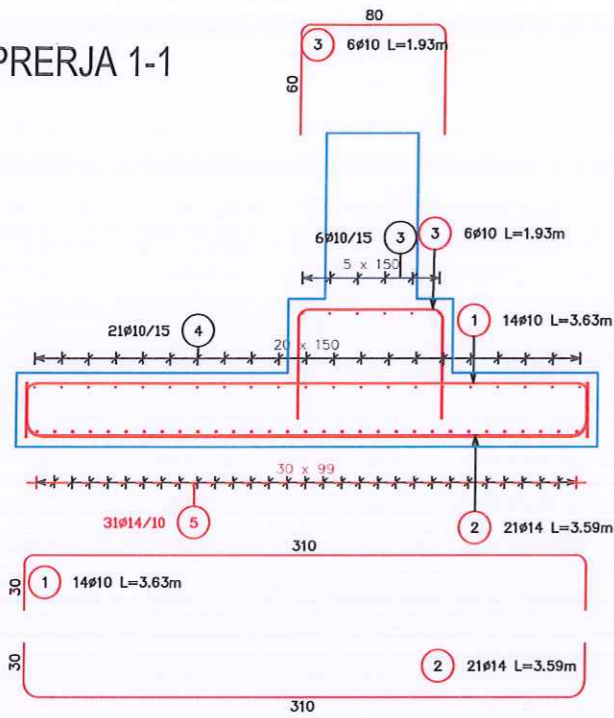 80
3 6ø10 L=1.93m
PRERJA 1-1
60
6ø10/15 3 3 6ø10 L=1.93m
5 x 150
1 14ø10 L=3.63m
21ø10/15 4
20 x 150
30 x 99
31ø14/10 5
2 21ø14 L=3.59m
310
30
1 14ø10 L=3.63m
30
2 21ø14 L=3.59m
310